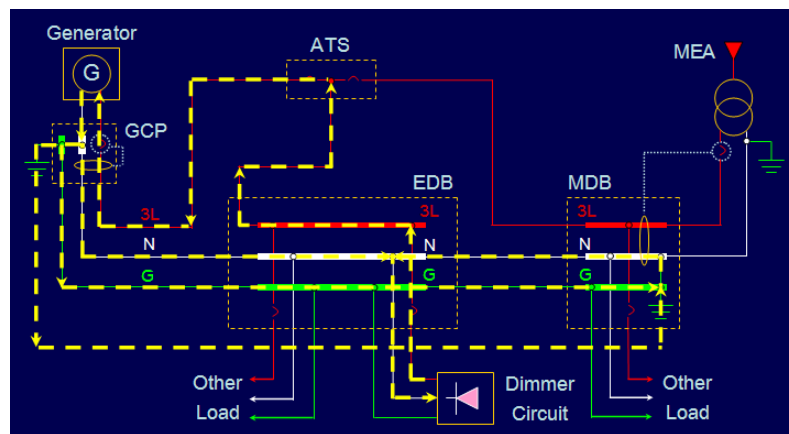 Generator
G
GCP
ATS
MEA
EDB
MDB
3L
3L
3L
N
N
N
G
G
G
Other
Load
Dimmer
Circuit
Other
Load